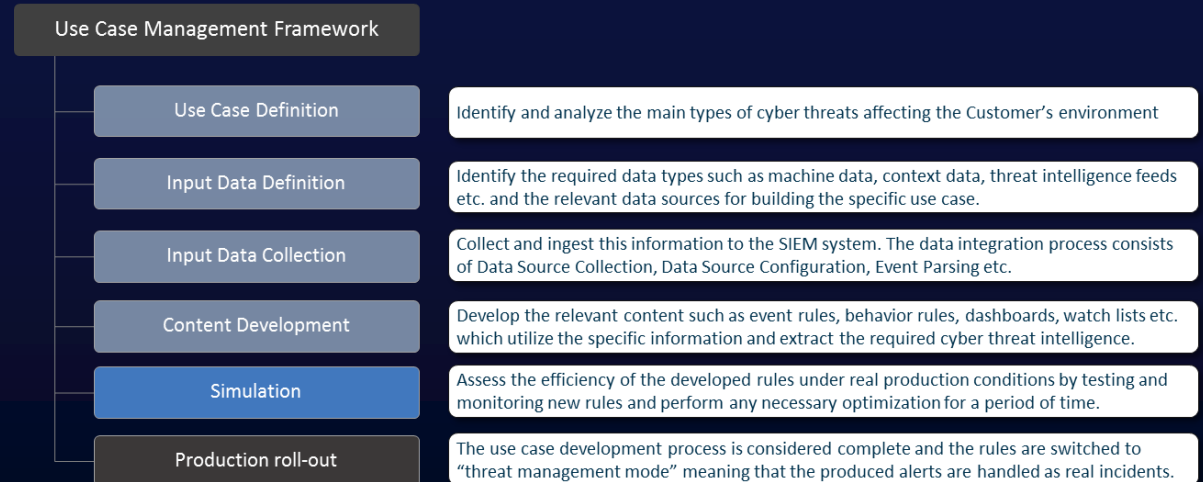 Use Case Management Framework
Use Case Definition
Identify and analyze the main types of cyber threats affecting the Customer's environment
Input Data Definition
Identify the required data types such as machine data, context data, threat intelligence feeds
etc. and the relevant data sources for building the specific use case.
Input Data Collection
Collect and ingest this information to the SIEM system. The data integration process consists
of Data Source Collection, Data Source Configuration, Event Parsing etc.
Content Development
Develop the relevant content such as event rules, behavior rules, dashboards, watch lists etc.
which utilize the specific information and extract the required cyber threat intelligence.
Simulation
Assess the efficiency of the developed rules under real production conditions by testing and
monitoring new rules and perform any necessary optimization for a period of time.
Production roll-out
The use case development process is considered complete and the rules are switched to
“threat management mode” meaning that the produced alerts are handled as real incidents.